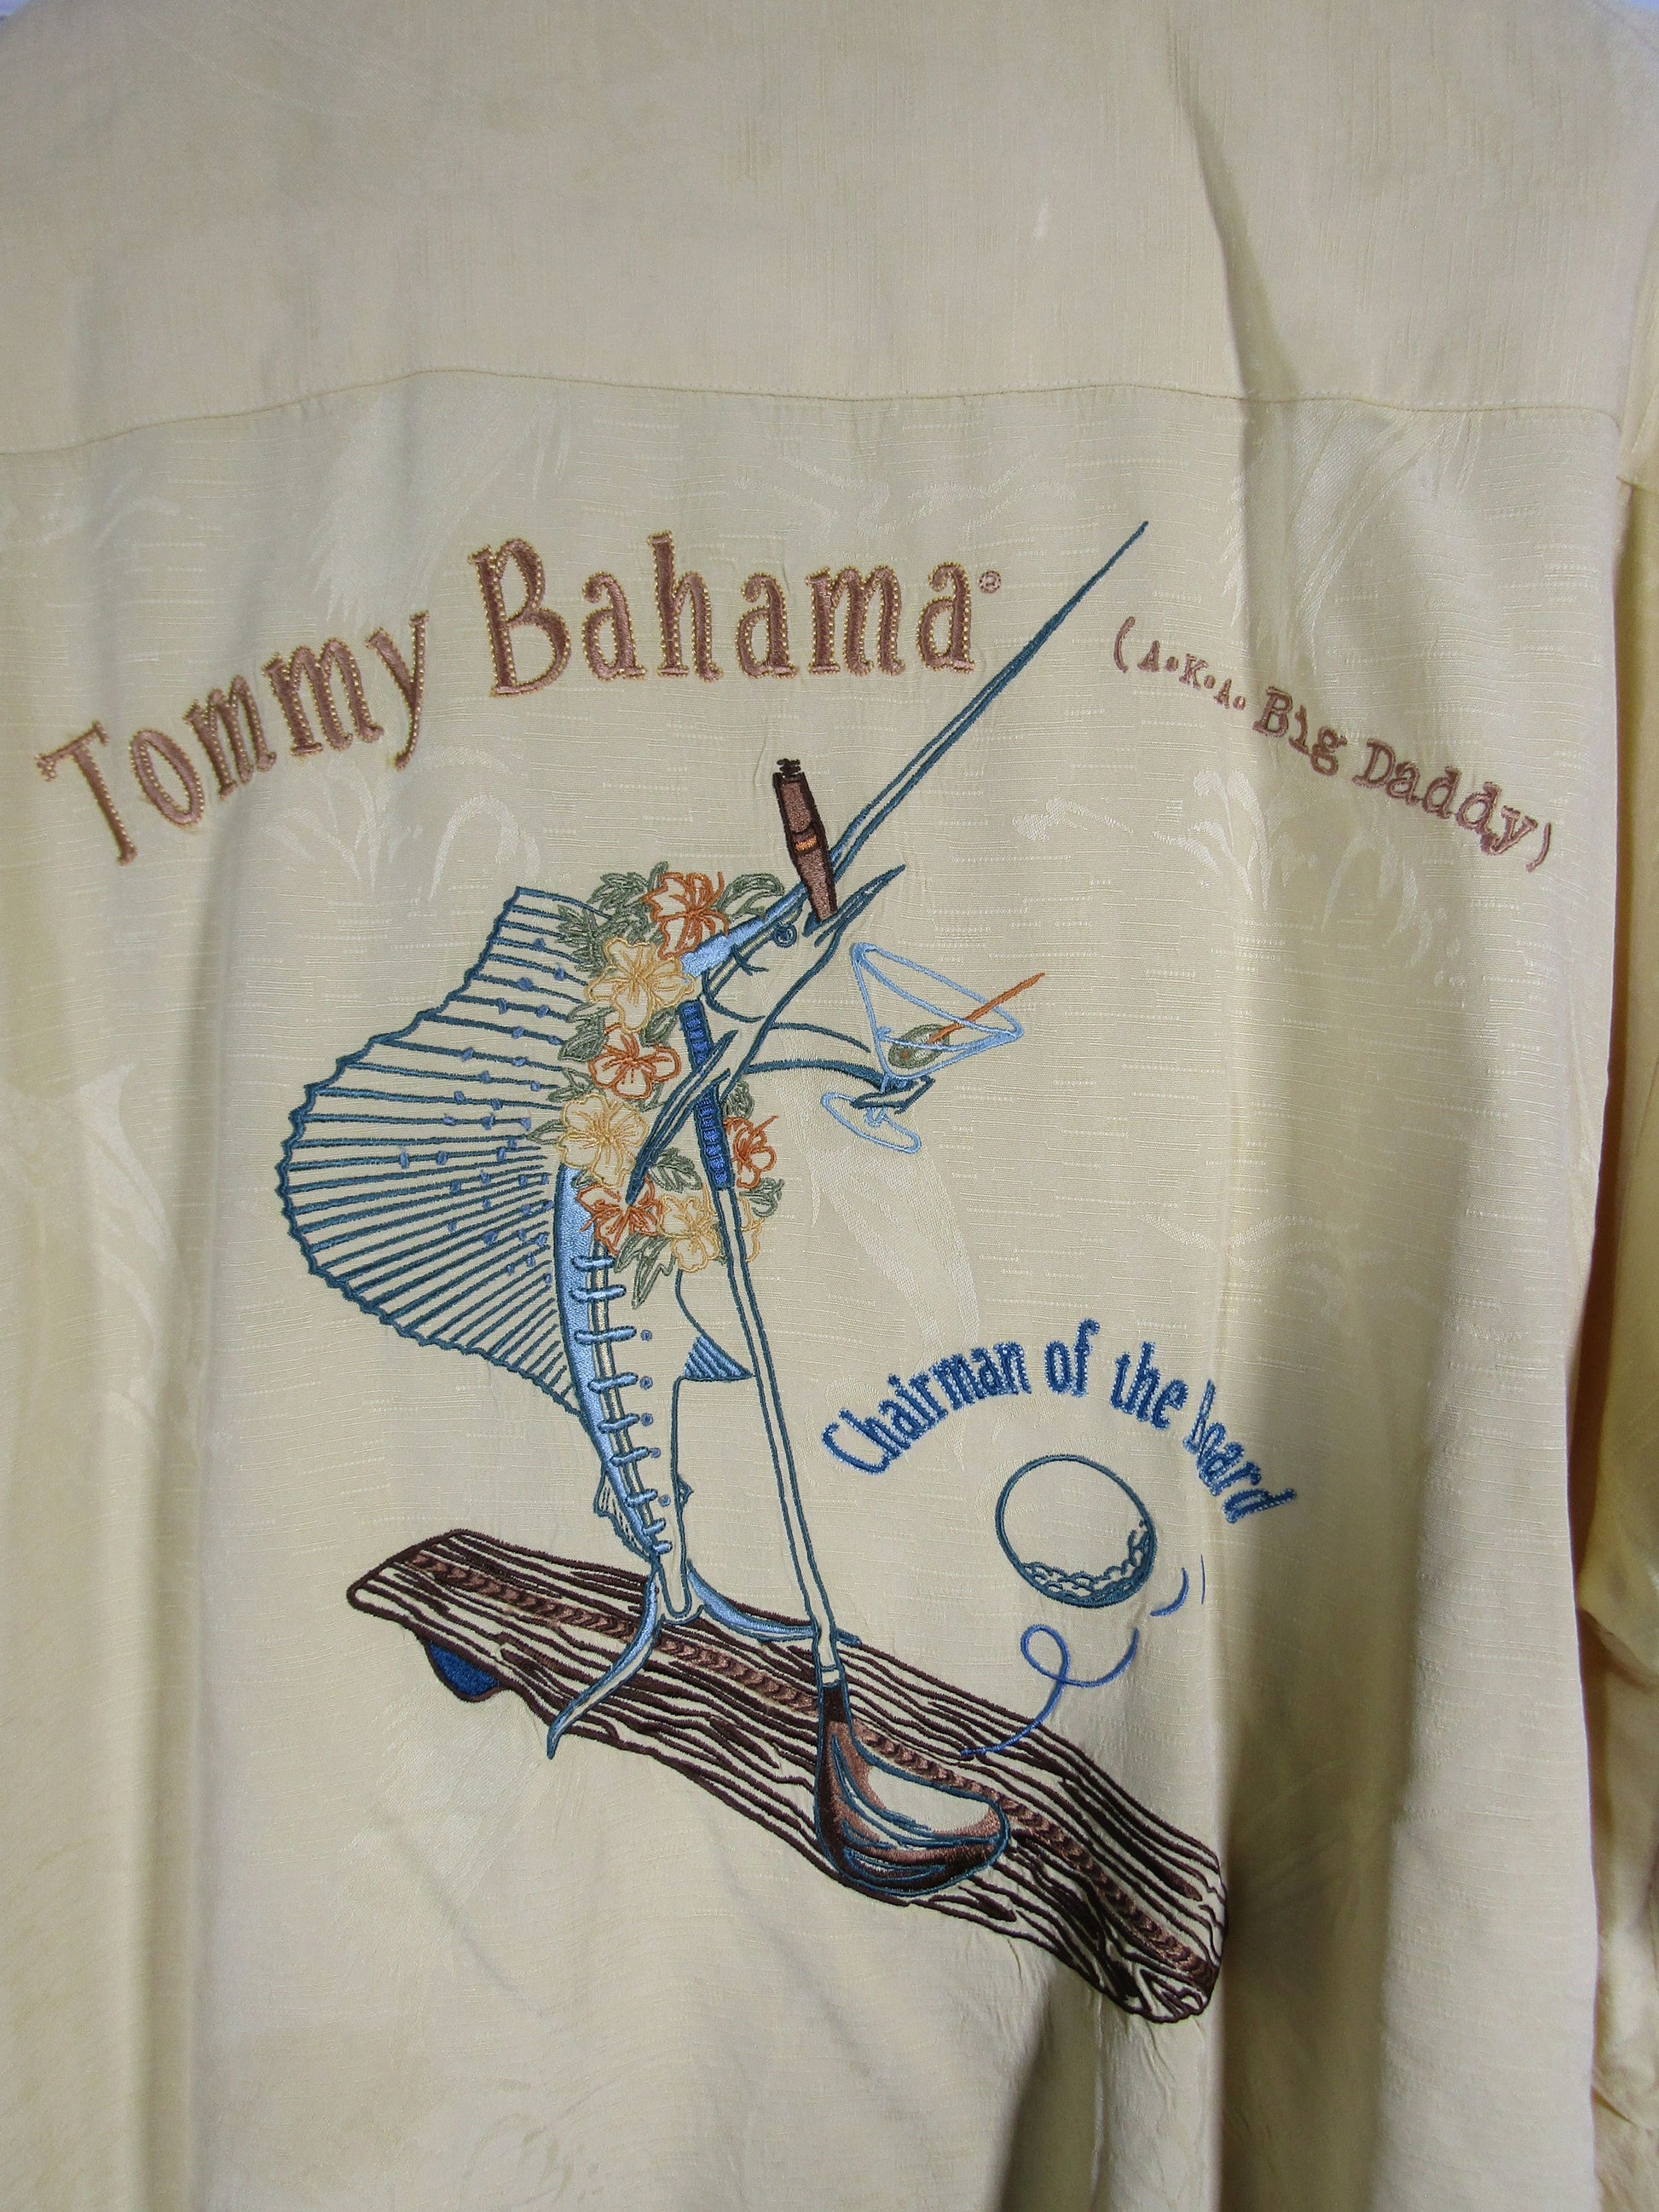 Tommy Bahama®
(A.K.A. Big Daddy)
Chairman of the board